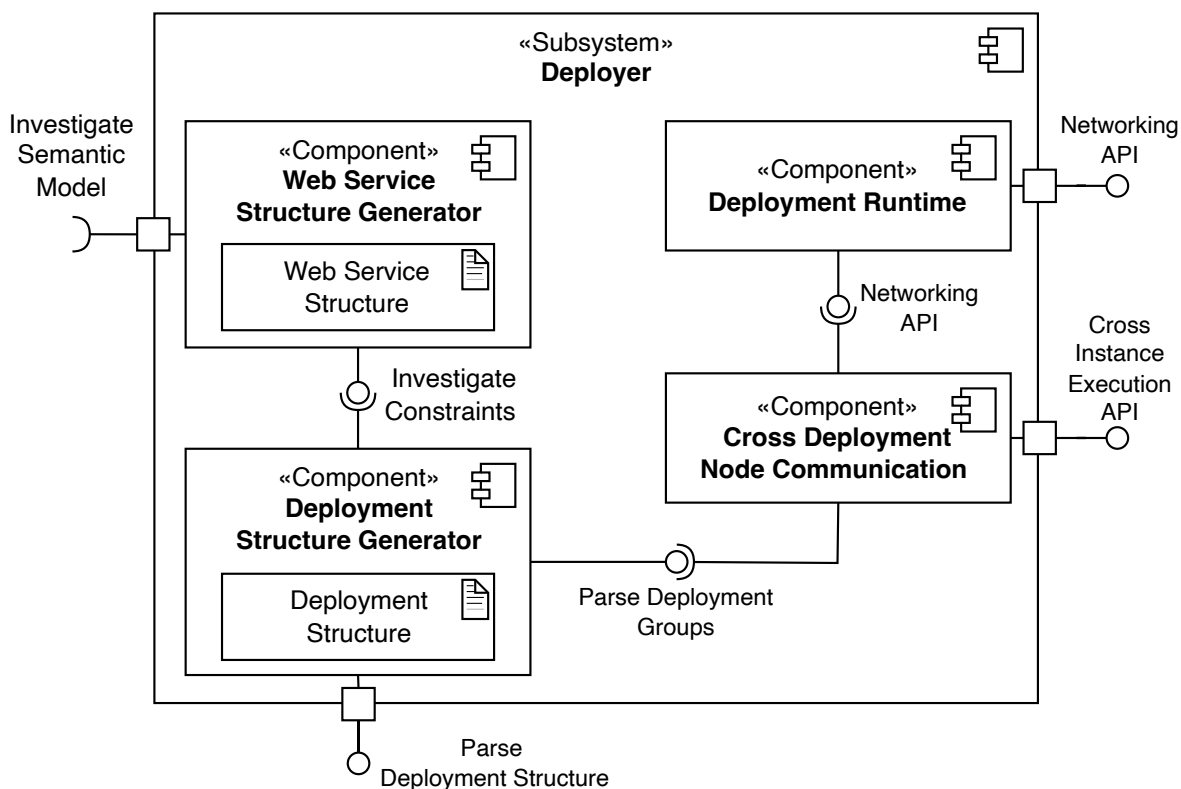 «Subsystem»
Deployer
Investigate
Semantic
Model
«Component»
Web Service
Structure Generator
Web Service
Structure
«Component»
Deployment Runtime
Networking
API
Networking
API
Investigate
Constraints
Cross
Instance
Execution
API
«Component»
Cross Deployment
Node Communication
«Component»
Deployment
Structure Generator
Deployment
Structure
Parse Deployment
Groups
Parse
Deployment Structure